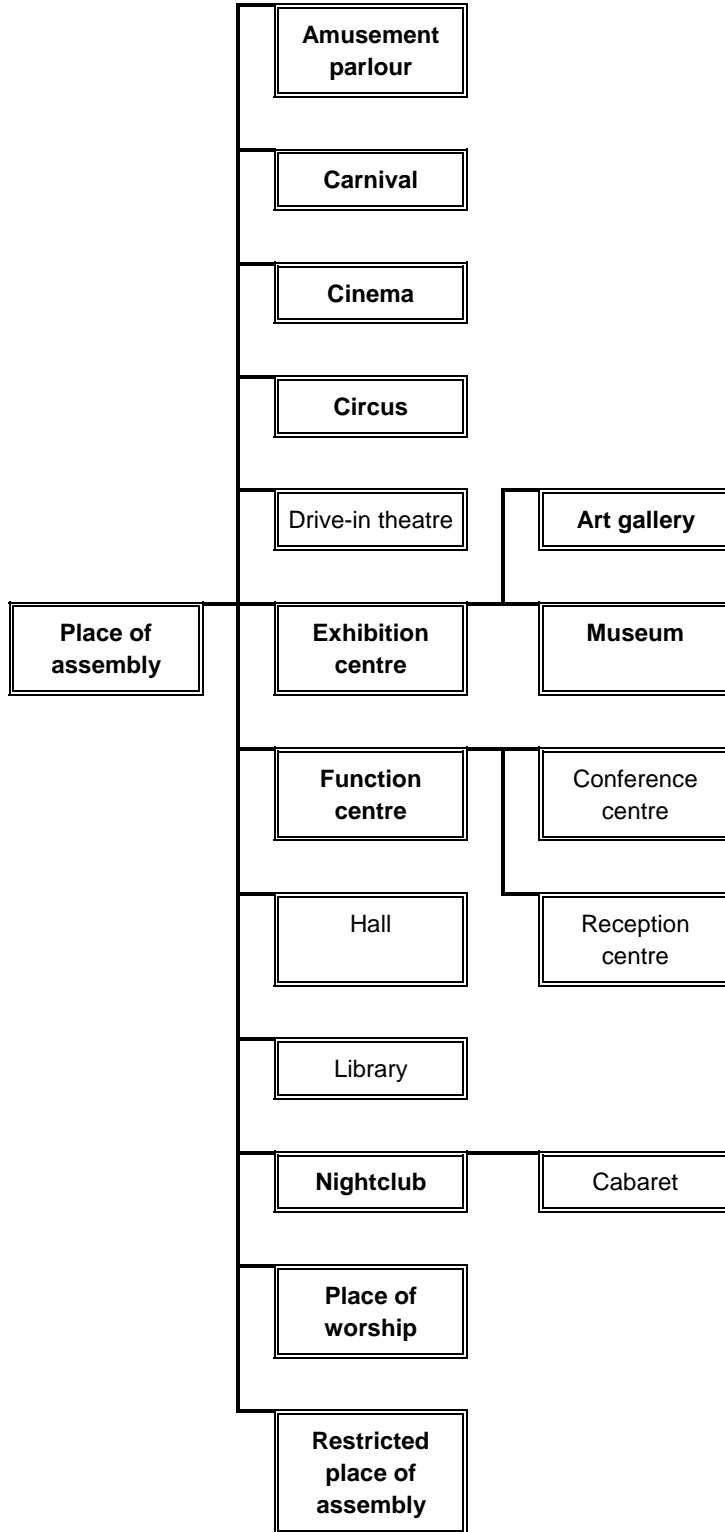 Amusement
parlour
Carnival
Cinema
Circus
Drive-in theatre
Art gallery
Place of
assembly
Exhibition
centre
Museum
Function
centre
Conference
centre
Hall
Reception
centre
Library
Nightclub
Cabaret
Place of
worship
Restricted
place of
assembly